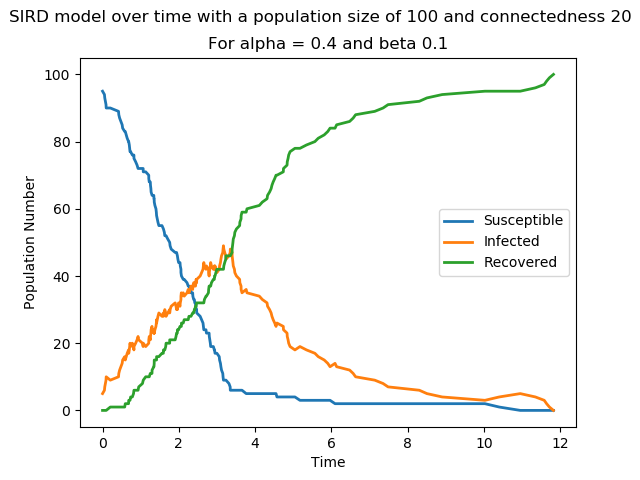 SIRD model over time with a population size of 100 and connectedness 20
For alpha = 0.4 and beta 0.1
100
80
60
40
20
0
Population Number
Susceptible
Infected
Recovered
0 2 4 6 8 10 12
Time